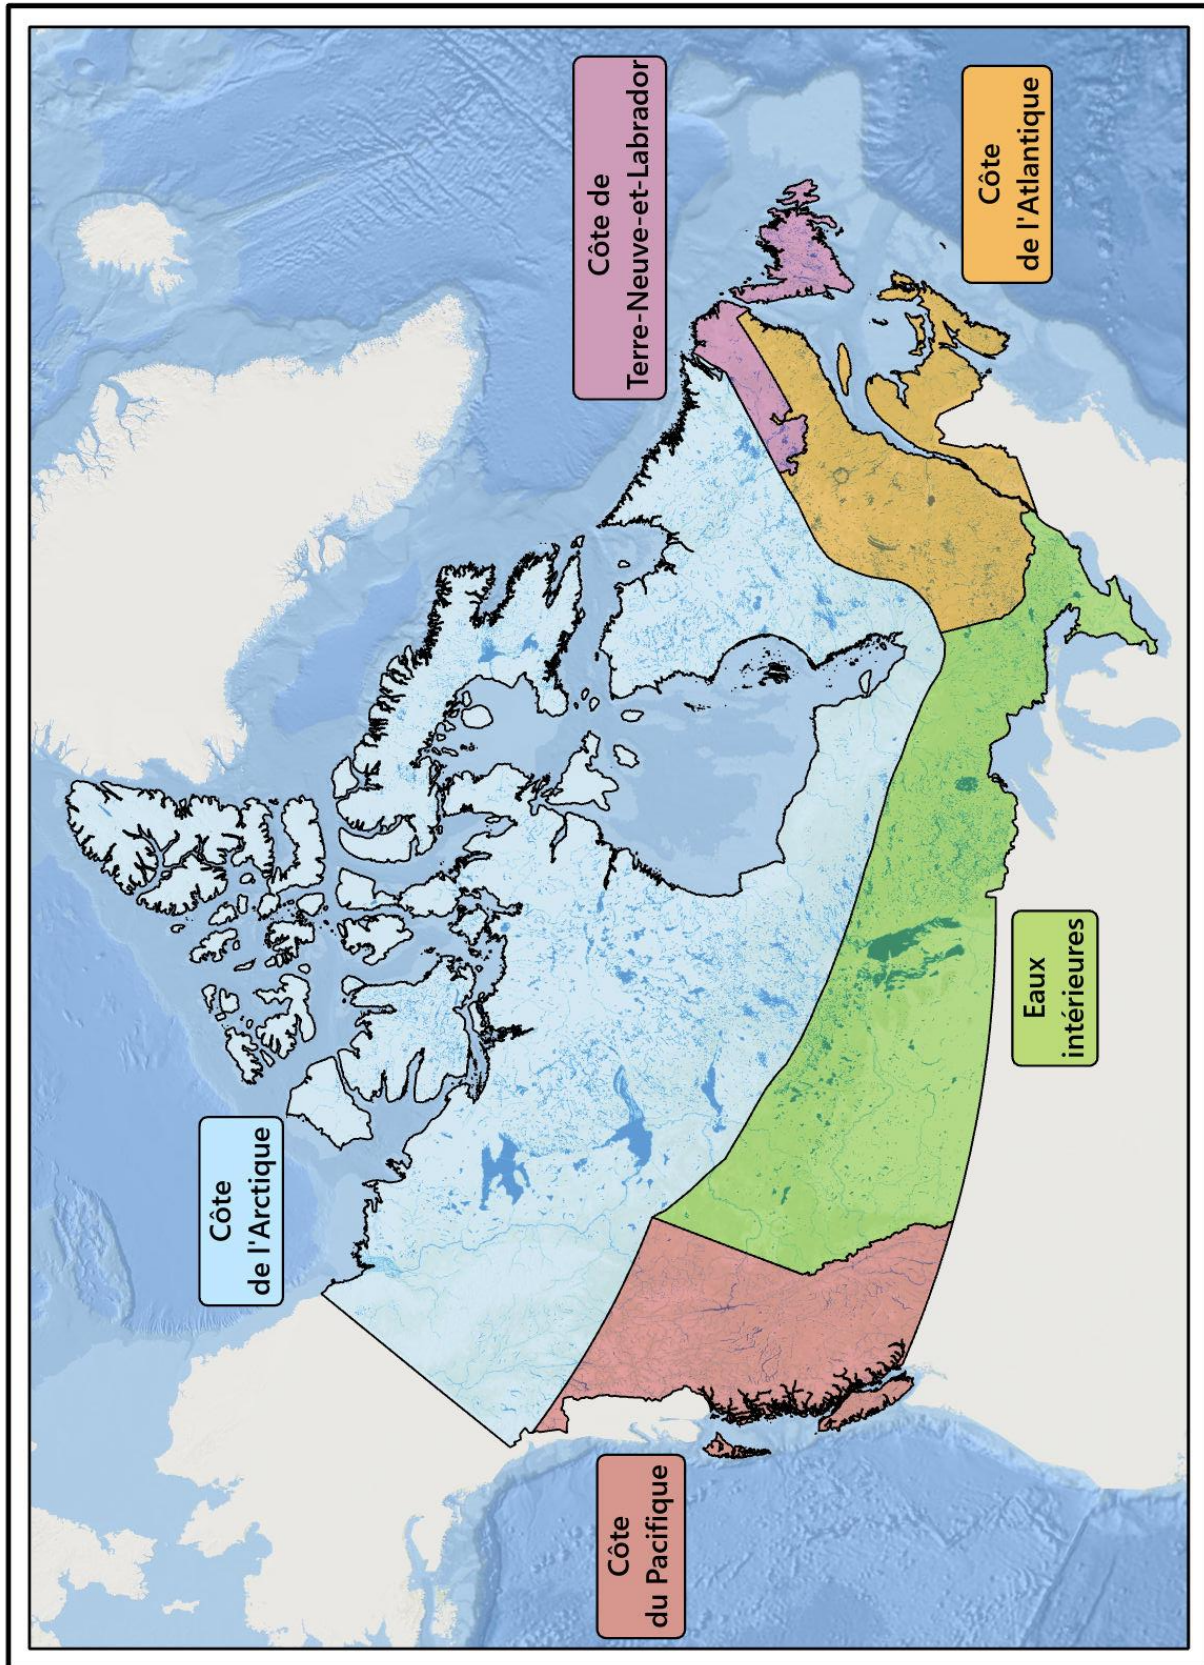 Côte
de l'Arctique
Côte de
Terre-Neuve-et-Labrador
Côte
du Pacifique
Eaux
intérieures
Côte
de l'Atlantique